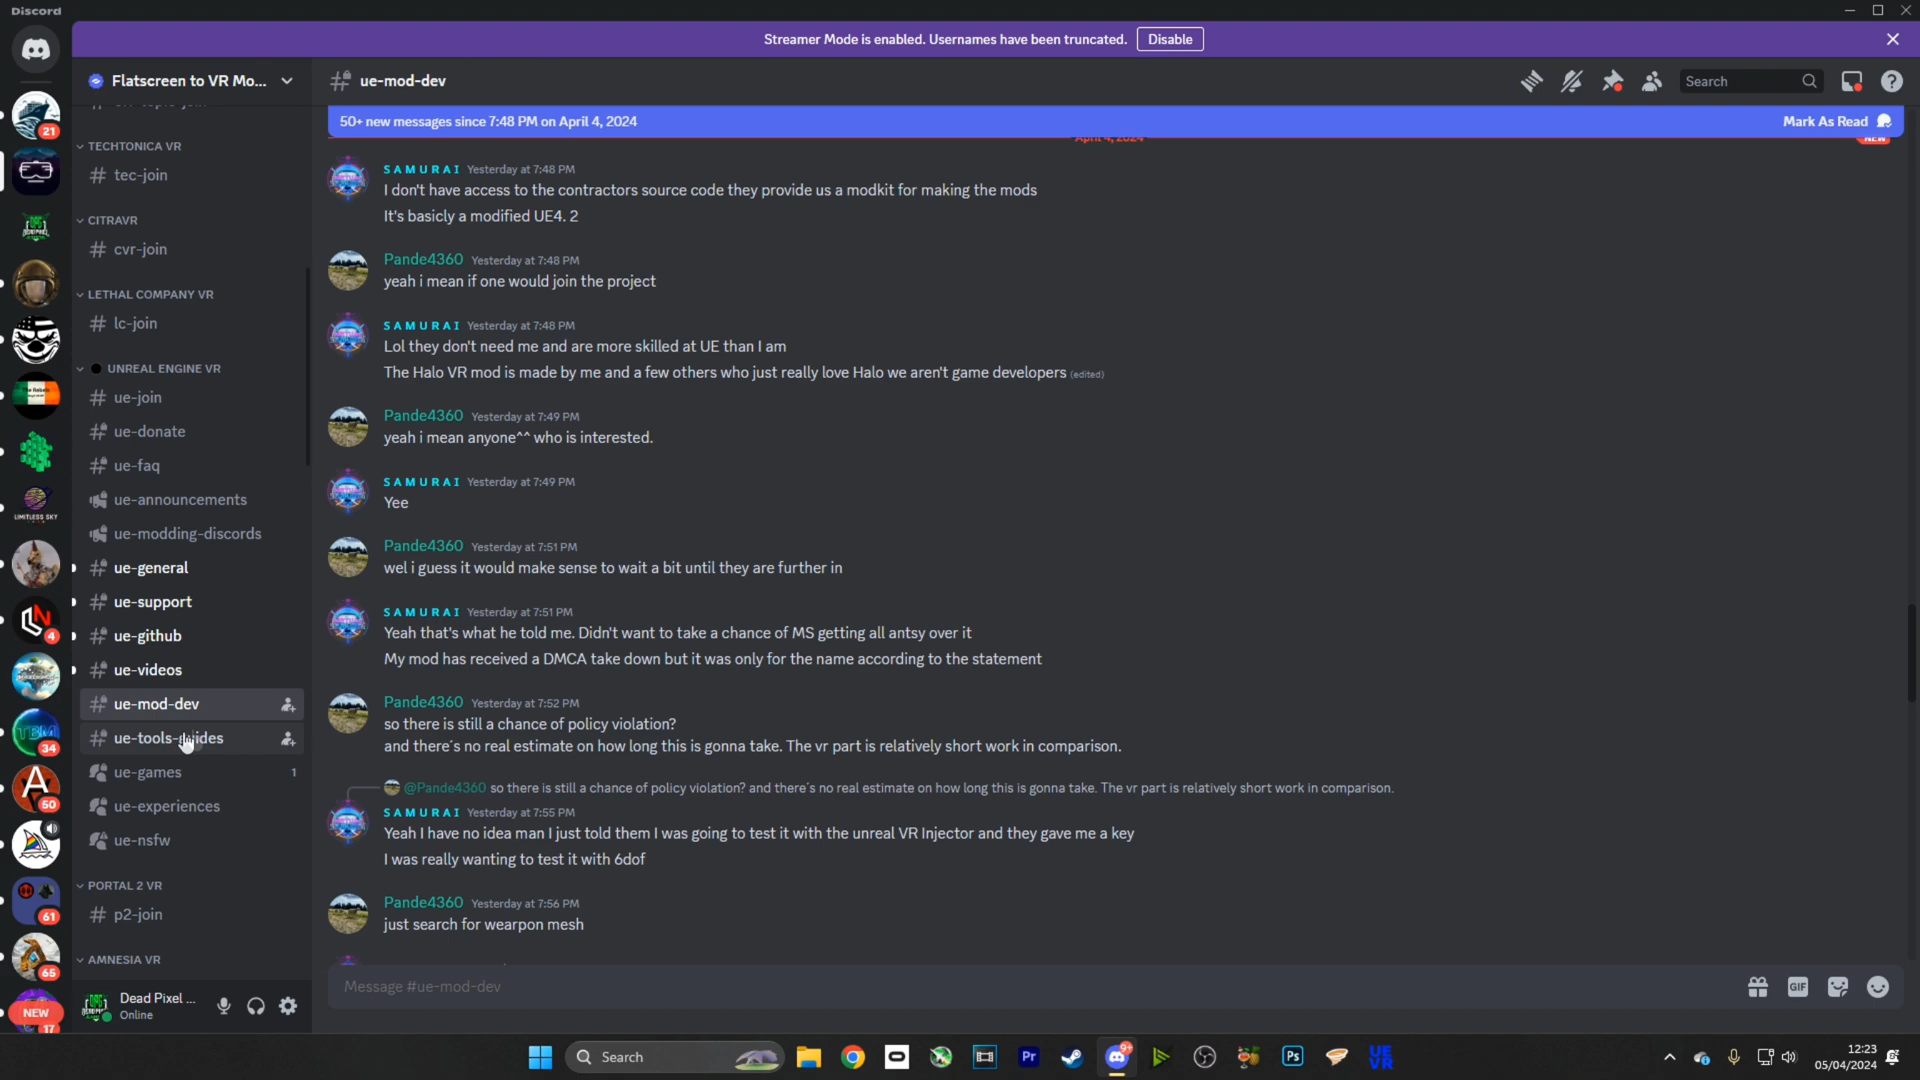 Discord
Streamer Mode is enabled. Usernames have been truncated. Disable
Flatscreen to VR Mo...
ue-mod-dev
Search
50+ new messages since 7:48 PM on April 4, 2024
Mark As Read
April 4, 2024
NEW
TECHTONICA VR
tec-join
CITRAVR
cvr-join
LETHAL COMPANY VR
lc-join
UNREAL ENGINE VR
ue-join
ue-donate
ue-faq
ue-announcements
ue-modding-discords
ue-general
ue-support
ue-github
ue-videos
ue-mod-dev
ue-tools-guides
ue-games 1
ue-experiences
ue-nsfw
PORTAL 2 VR
p2-join
AMNESIA VR
Dead Pixel ...
Online
21
LIMITLESS SKY
4
TBM
34
A
50
61
65
NEW
17
S A M U R A I Yesterday at 7:48 PM
I don't have access to the contractors source code they provide us a modkit for making the mods
It's basicly a modified UE4. 2
Pande4360 Yesterday at 7:48 PM
yeah i mean if one would join the project
S A M U R A I Yesterday at 7:48 PM
Lol they don't need me and are more skilled at UE than I am
The Halo VR mod is made by me and a few others who just really love Halo we aren't game developers (edited)
Pande4360 Yesterday at 7:49 PM
yeah i mean anyone^^ who is interested.
S A M U R A I Yesterday at 7:49 PM
Yee
Pande4360 Yesterday at 7:51 PM
wel i guess it would make sense to wait a bit until they are further in
S A M U R A I Yesterday at 7:51 PM
Yeah that's what he told me. Didn't want to take a chance of MS getting all antsy over it
My mod has received a DMCA take down but it was only for the name according to the statement
Pande4360 Yesterday at 7:52 PM
so there is still a chance of policy violation?
and there´s no real estimate on how long this is gonna take. The vr part is relatively short work in comparison.
@Pande4360 so there is still a chance of policy violation? and there´s no real estimate on how long this is gonna take. The vr part is relatively short work in comparison.
S A M U R A I Yesterday at 7:55 PM
Yeah I have no idea man I just told them I was going to test it with the unreal VR Injector and they gave me a key
I was really wanting to test it with 6dof
Pande4360 Yesterday at 7:56 PM
just search for wearpon mesh
Message #ue-mod-dev
GIF
Search
Pr
9+
Ps
UE
VR
12:23
05/04/2024